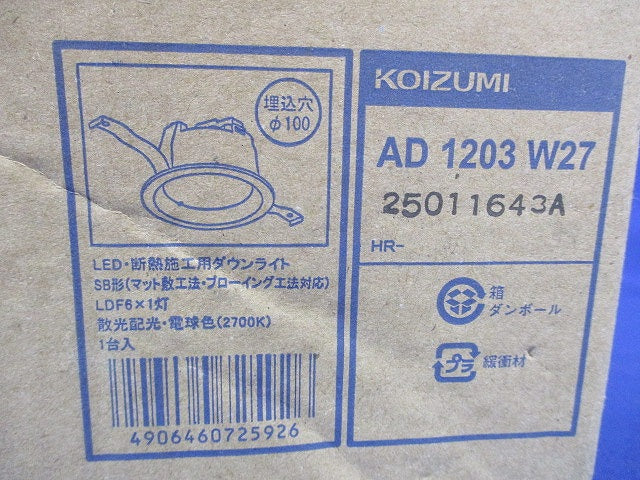 埋込穴
φ100
LED・断熱施工用ダウンライト
SB形(マット敷工法・ブローイング工法対応)
LDF6×1灯
散光配光・電球色(2700K)
1台入
4906460725926
KOIZUMI
AD 1203 W27
25011643A
HR-
箱
ダンボール
プラ
緩衝材